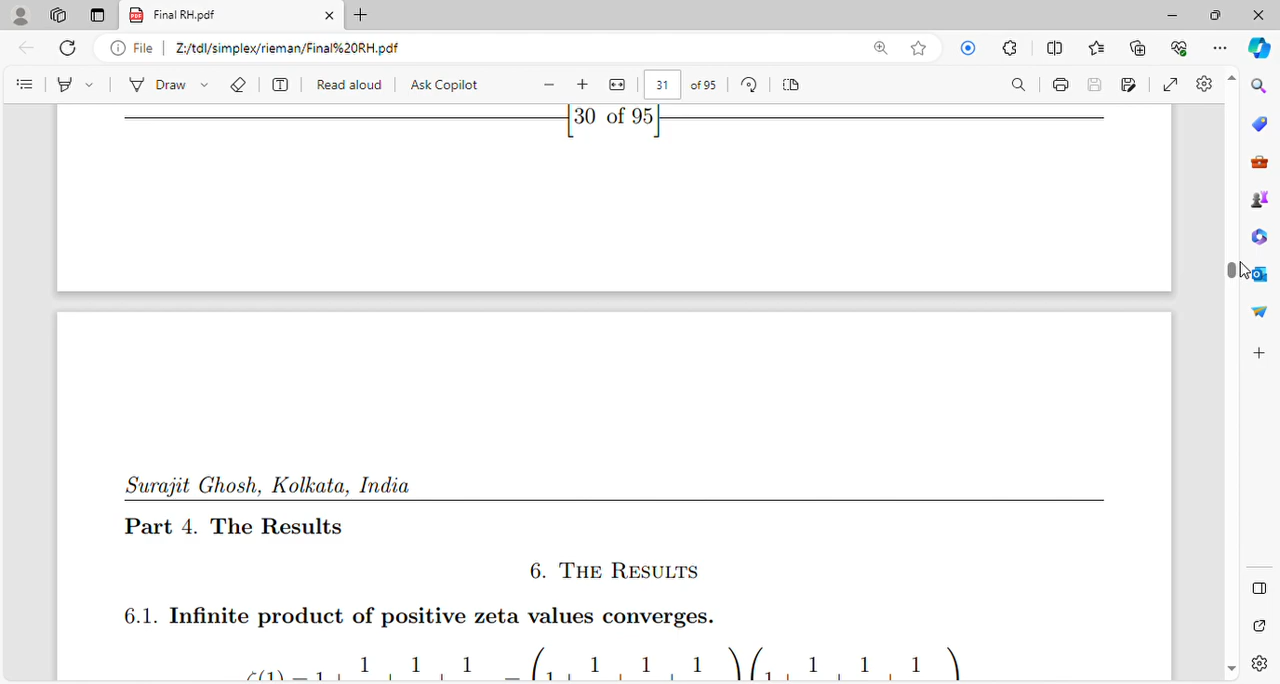 Final RH.pdf
File Z:/tdl/simplex/rieman/Final%20RH.pdf
Draw Read aloud Ask Copilot 31 of 95
30 of 95
Surajit Ghosh, Kolkata, India
Part 4. The Results
6. The Results
6.1. Infinite product of positive zeta values converges.